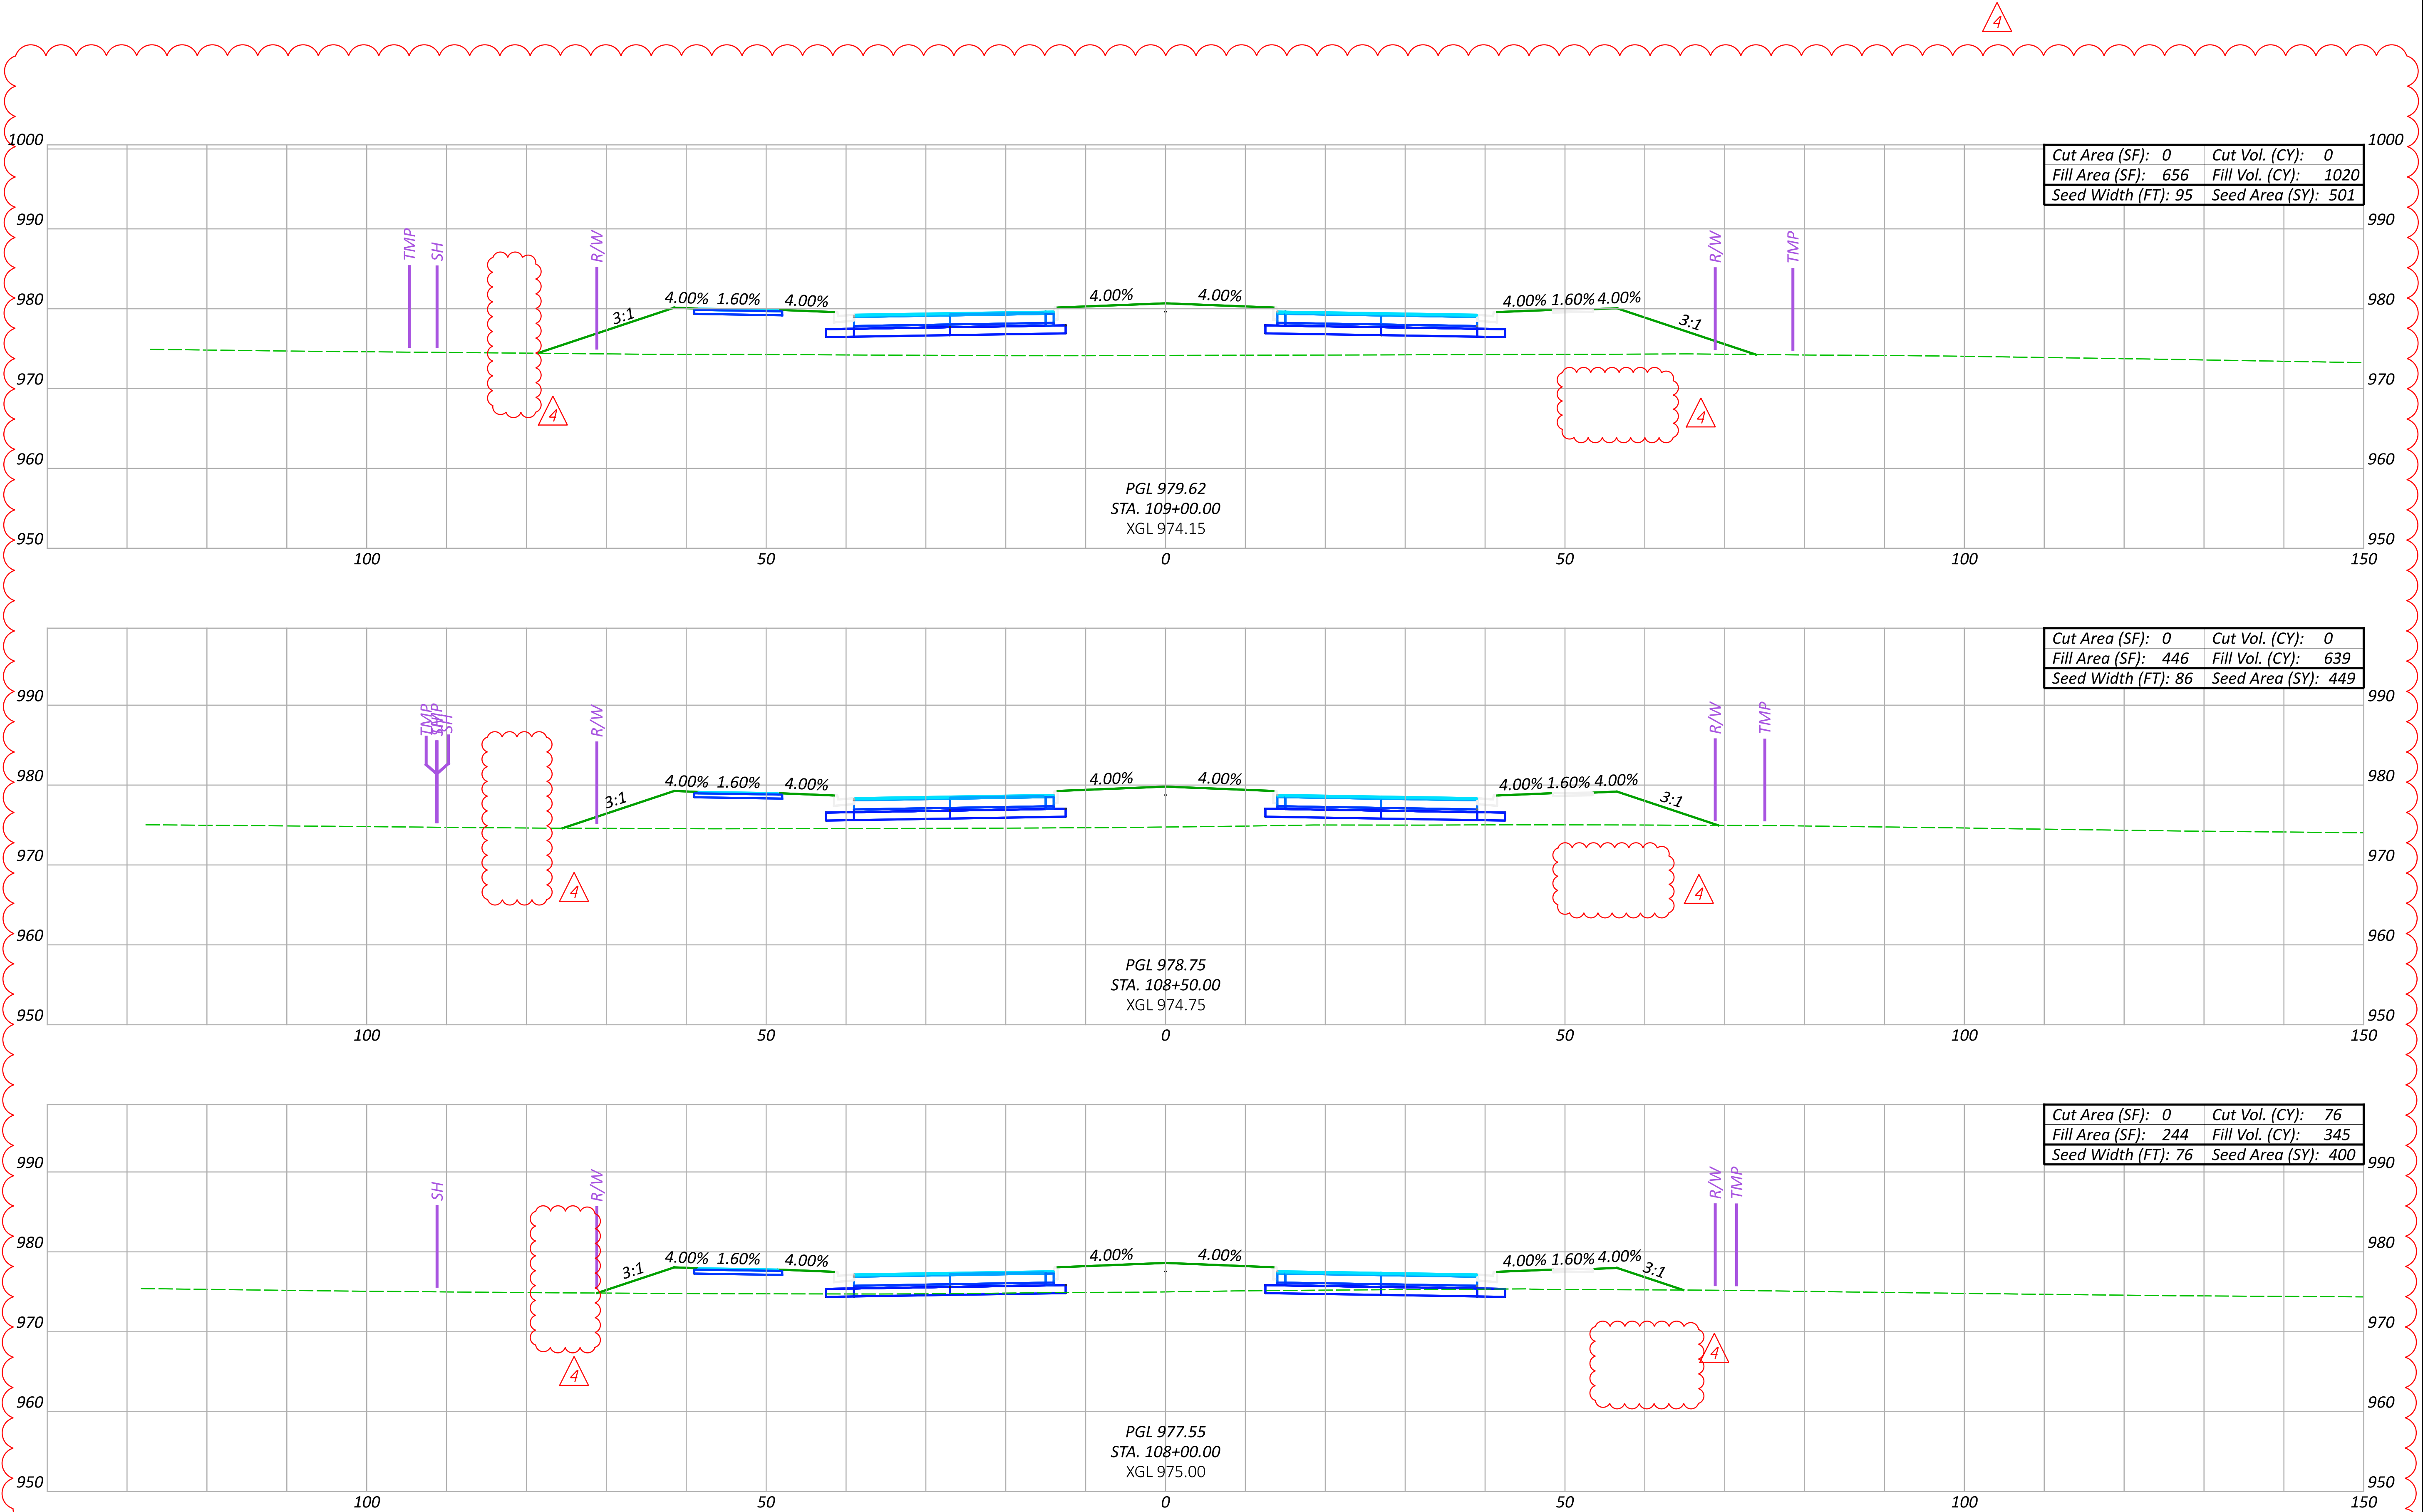 4
1000 1000
Cut Area (SF): 0 Cut Vol. (CY): 0
Fill Area (SF): 656 Fill Vol. (CY): 1020
Seed Width (FT): 95 Seed Area (SY): 501
990 990
TMP SH R/W R/W TMP
980 4.00% 1.60% 4.00% 4.00% 4.00% 4.00% 1.60% 4.00% 980
3:1 3:1
970 970
4 4
960 960
PGL 979.62
STA. 109+00.00
XGL 974.15
950 950
100 50 0 50 100 150
Cut Area (SF): 0 Cut Vol. (CY): 0
Fill Area (SF): 446 Fill Vol. (CY): 639
Seed Width (FT): 86 Seed Area (SY): 449
990 990
TMP SH TMP SH R/W R/W TMP
980 4.00% 1.60% 4.00% 4.00% 4.00% 4.00% 1.60% 4.00% 980
3:1 3:1
970 970
4 4
960 960
PGL 978.75
STA. 108+50.00
XGL 974.75
950 950
100 50 0 50 100 150
Cut Area (SF): 0 Cut Vol. (CY): 76
Fill Area (SF): 244 Fill Vol. (CY): 345
Seed Width (FT): 76 Seed Area (SY): 400
990 990
SH R/W R/W TMP
980 4.00% 1.60% 4.00% 4.00% 4.00% 4.00% 1.60% 4.00% 980
3:1 3:1
970 970
4 4
960 960
PGL 977.55
STA. 108+00.00
XGL 975.00
950 950
100 50 0 50 100 150